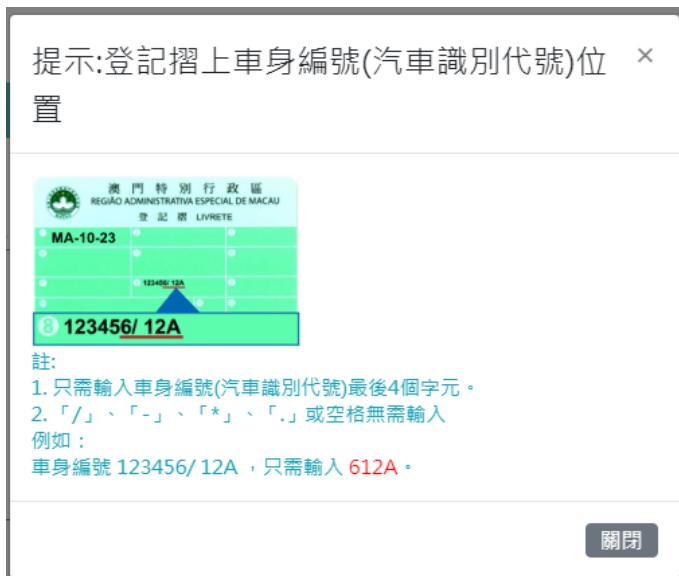 提示:登記摺上車身編號(汽車識別代號)位
置
×
澳門特別行政區
REGIÃO ADMINISTRATIVA ESPECIAL DE MACAU
登記摺 LIVRETE
MA-10-23
123456/ 12A
8 123456/ 12A
註:
1. 只需輸入車身編號(汽車識別代號)最後4個字元。
2.「/」、「-」、「*」、「.」或空格無需輸入
例如：
車身編號 123456/ 12A ，只需輸入 612A。
關閉